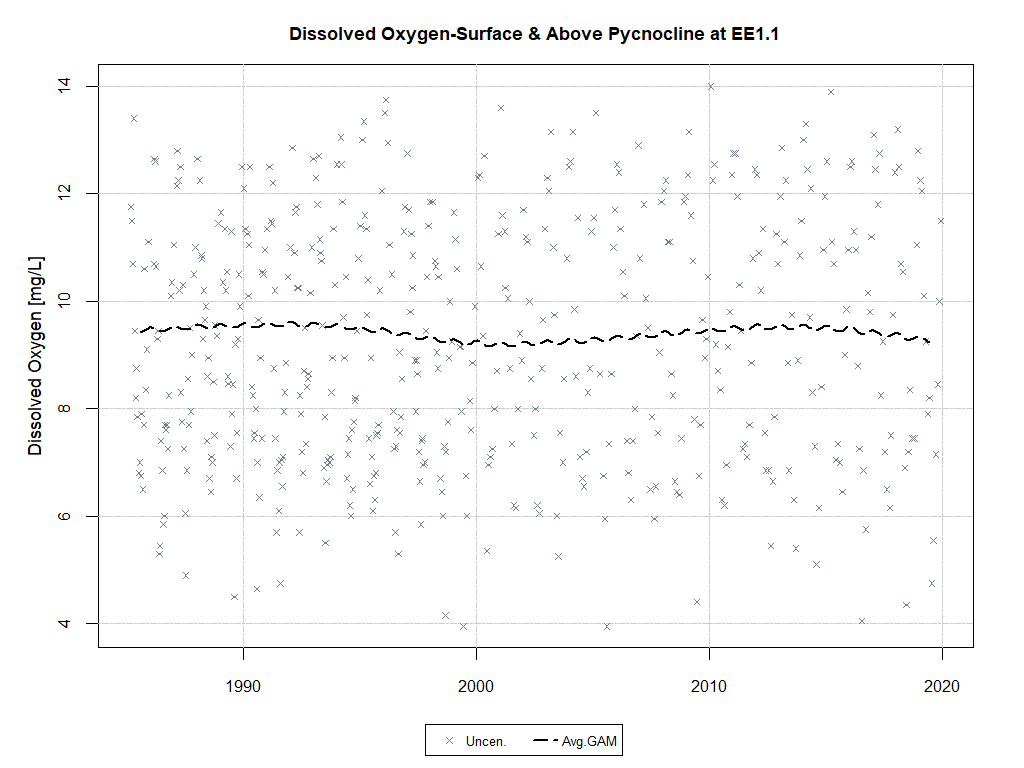 Dissolved Oxygen-Surface & Above Pycnocline at EE1.1
Dissolved Oxygen [mg/L]
14
12
10
8
6
4
1990 2000 2010 2020
Uncen. Avg.GAM